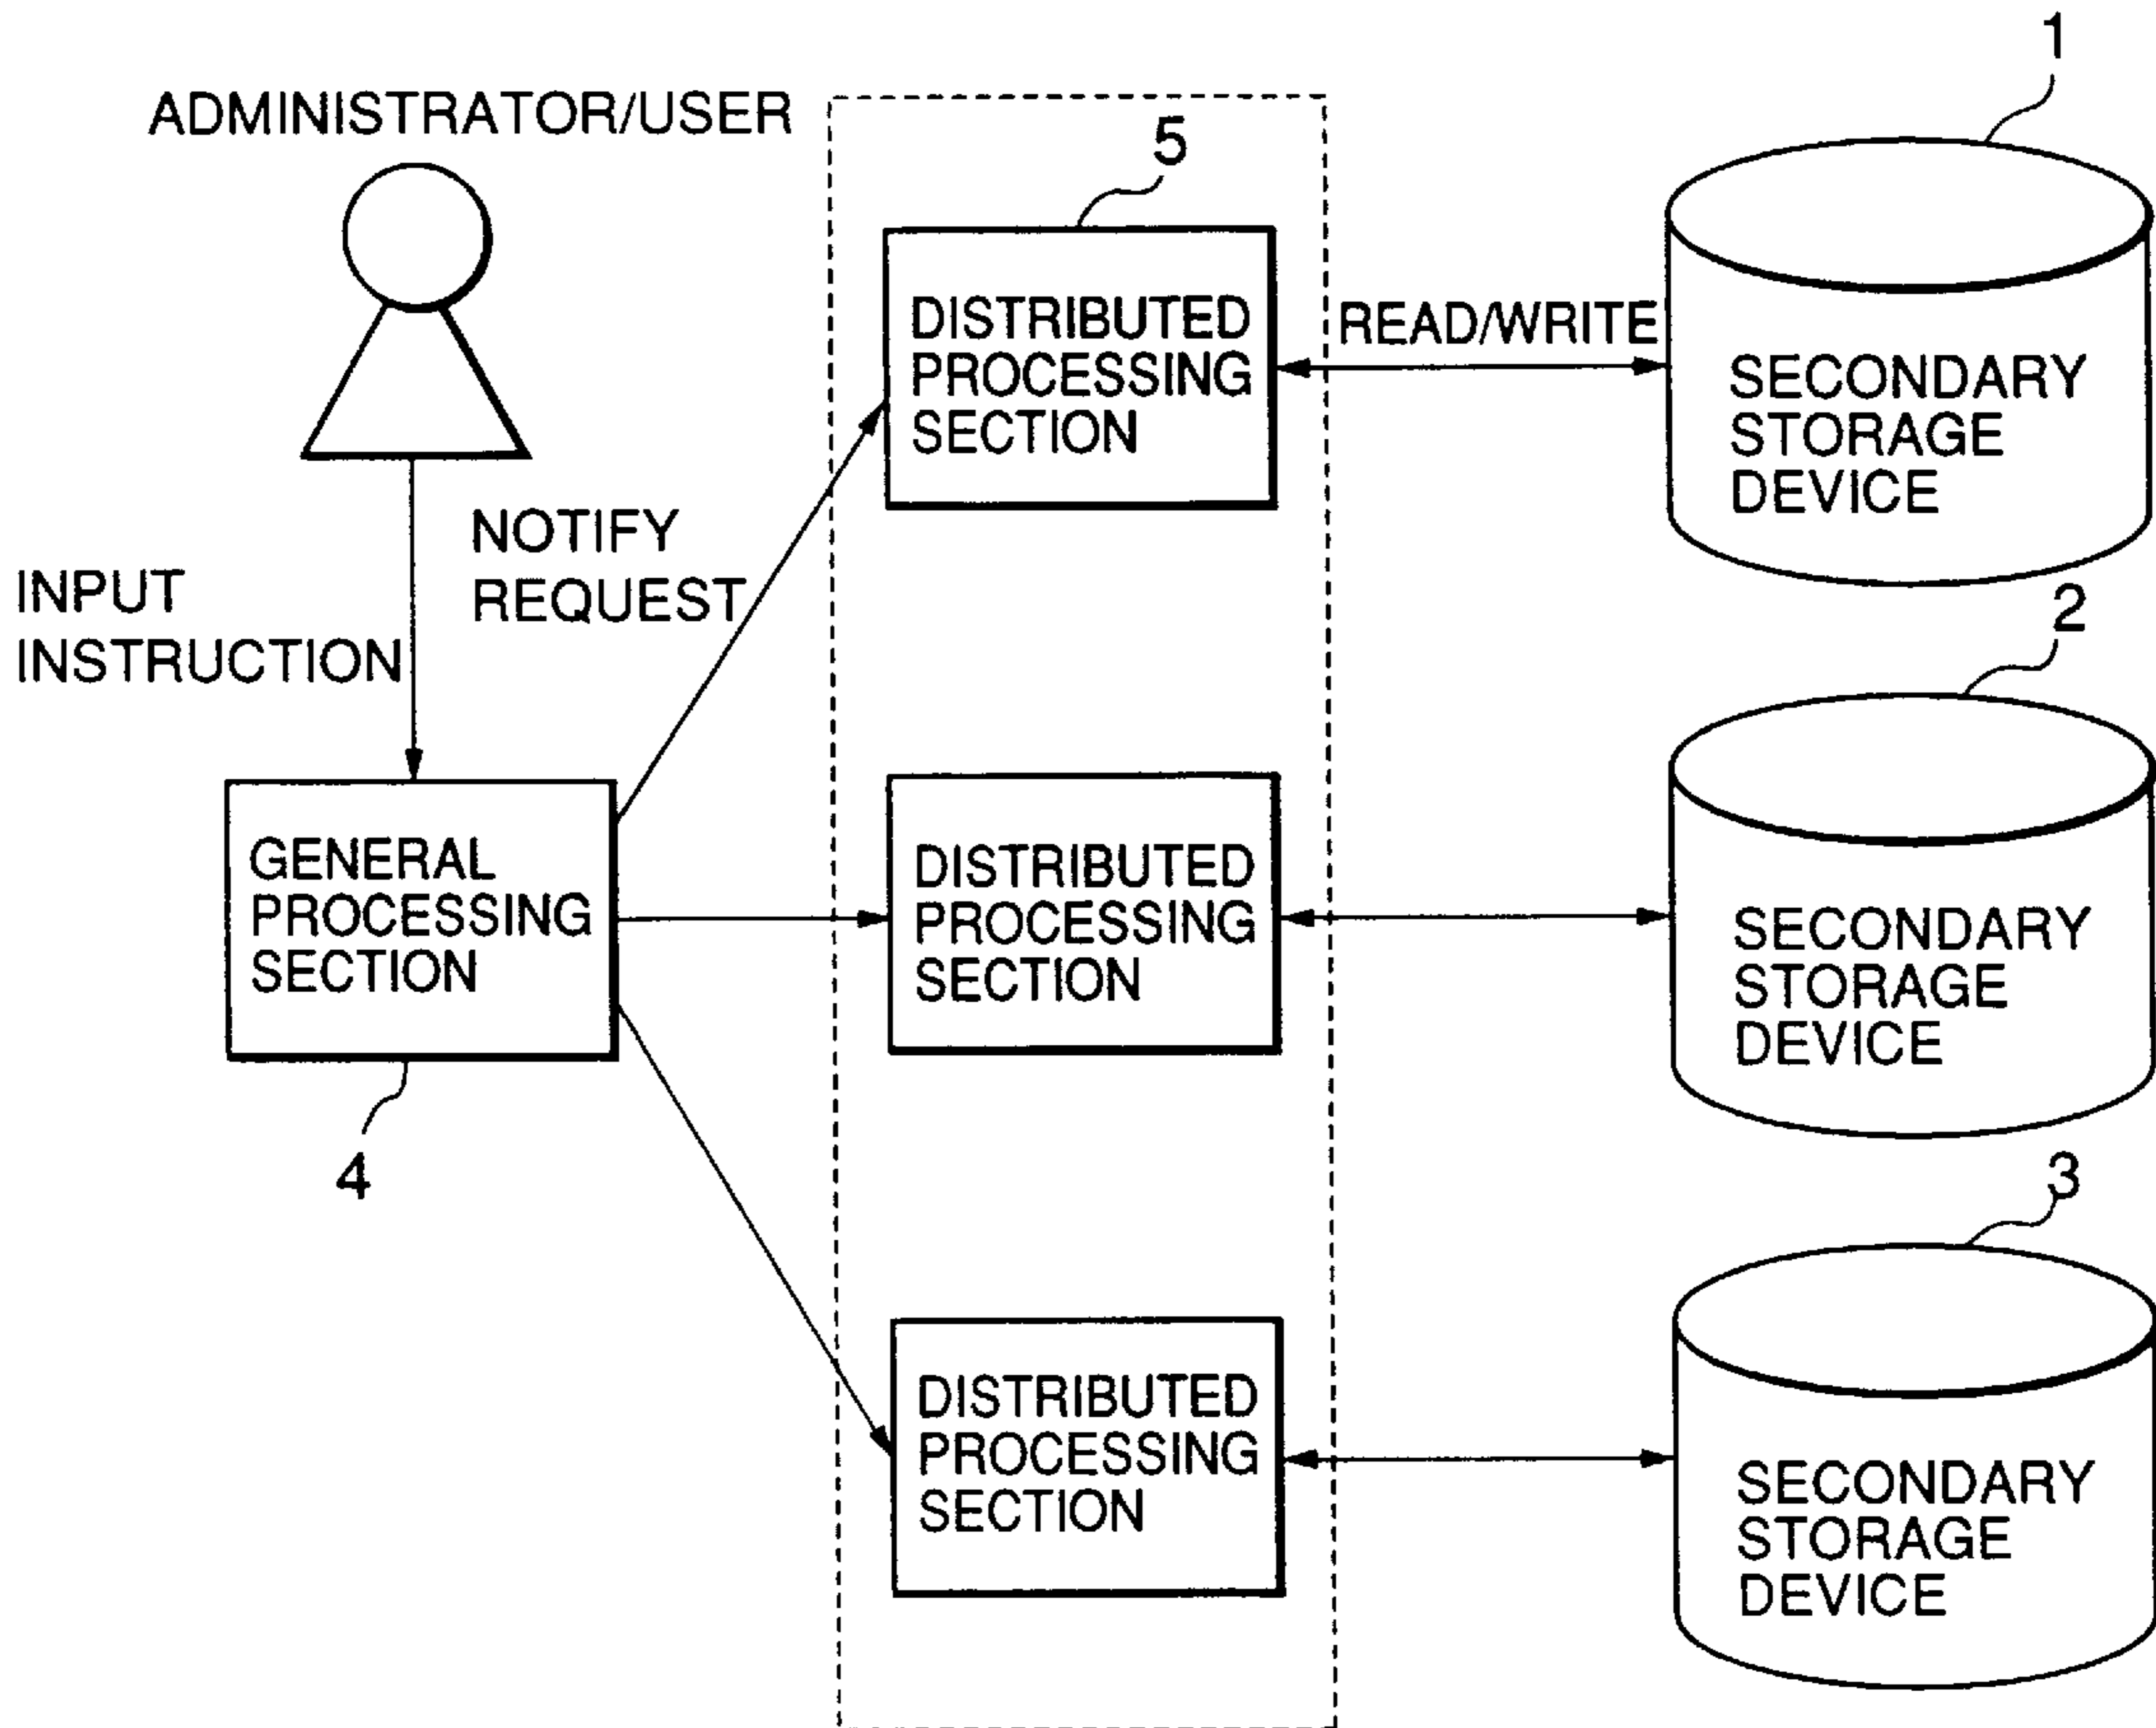 1
ADMINISTRATOR/USER
5
DISTRIBUTED
PROCESSING
SECTION
READ/WRITE
SECONDARY
STORAGE
DEVICE
NOTIFY
REQUEST
INPUT
INSTRUCTION
2
GENERAL
PROCESSING
SECTION
4
DISTRIBUTED
PROCESSING
SECTION
SECONDARY
STORAGE
DEVICE
3
DISTRIBUTED
PROCESSING
SECTION
SECONDARY
STORAGE
DEVICE